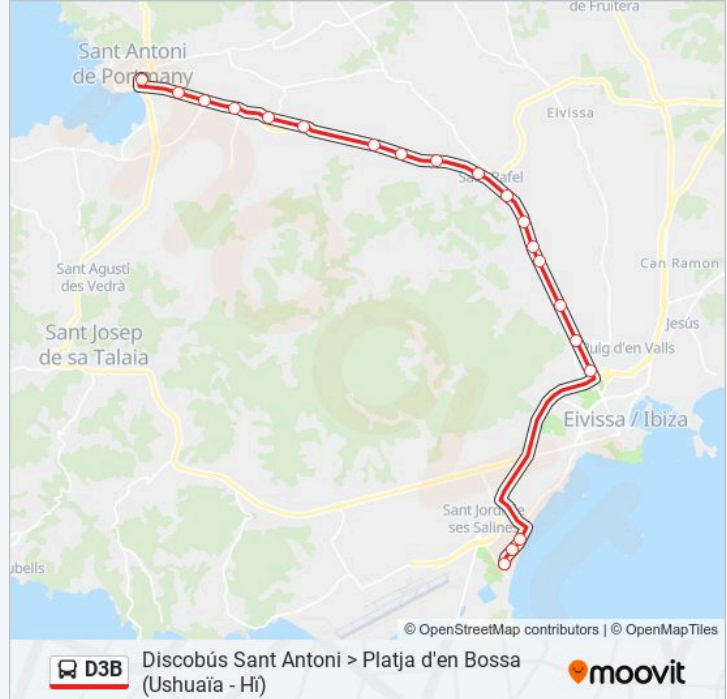 de Fruitera
Sant Antoni
de Portmany
Eivissa
Sant Rafel
Sant Agustí
des Vedrà
Can Ramon
Jesús
Sant Josep
de sa Talaia
Puig d'en Valls
Eivissa / Ibiza
Sant Jordi de
ses Salines
ubells
© OpenStreetMap contributors | © OpenMapTiles
D3B
Discobús Sant Antoni > Platja d'en Bossa
(Ushuaïa - Hï)
moovit